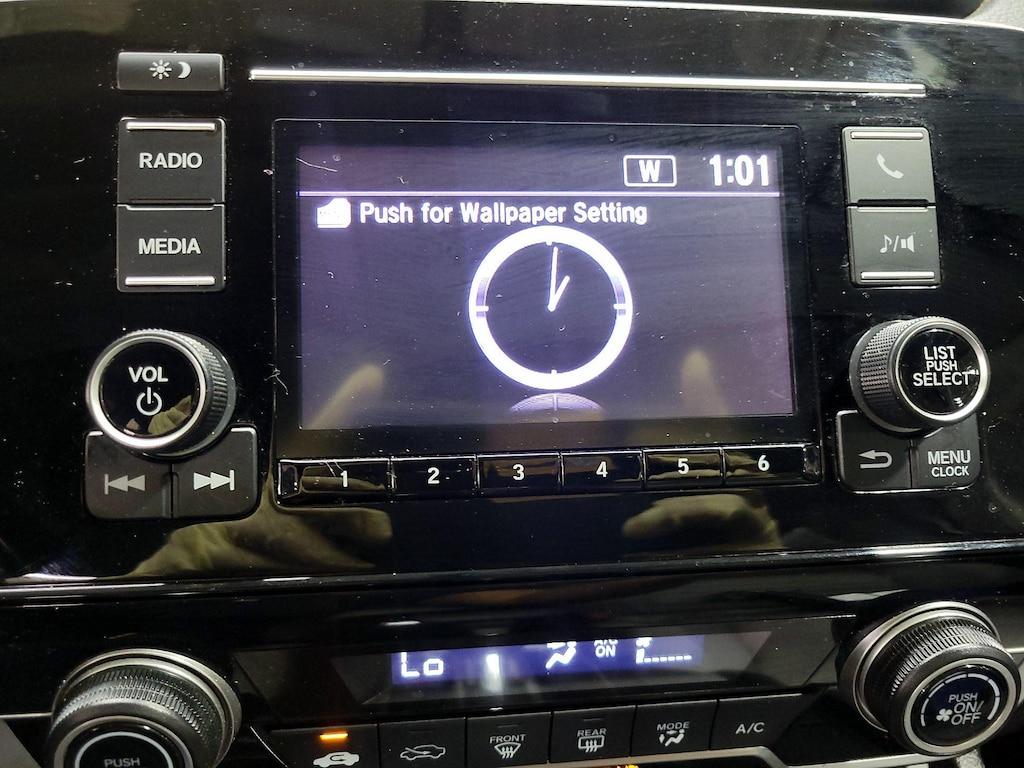 RADIO
MEDIA
VOL
W 1:01
Push for Wallpaper Setting
1 2 3 4 5 6
LIST
PUSH
SELECT
MENU
CLOCK
Lo
A/C
ON
PUSH
FRONT
REAR
MODE
A/C
PUSH
ON/
OFF